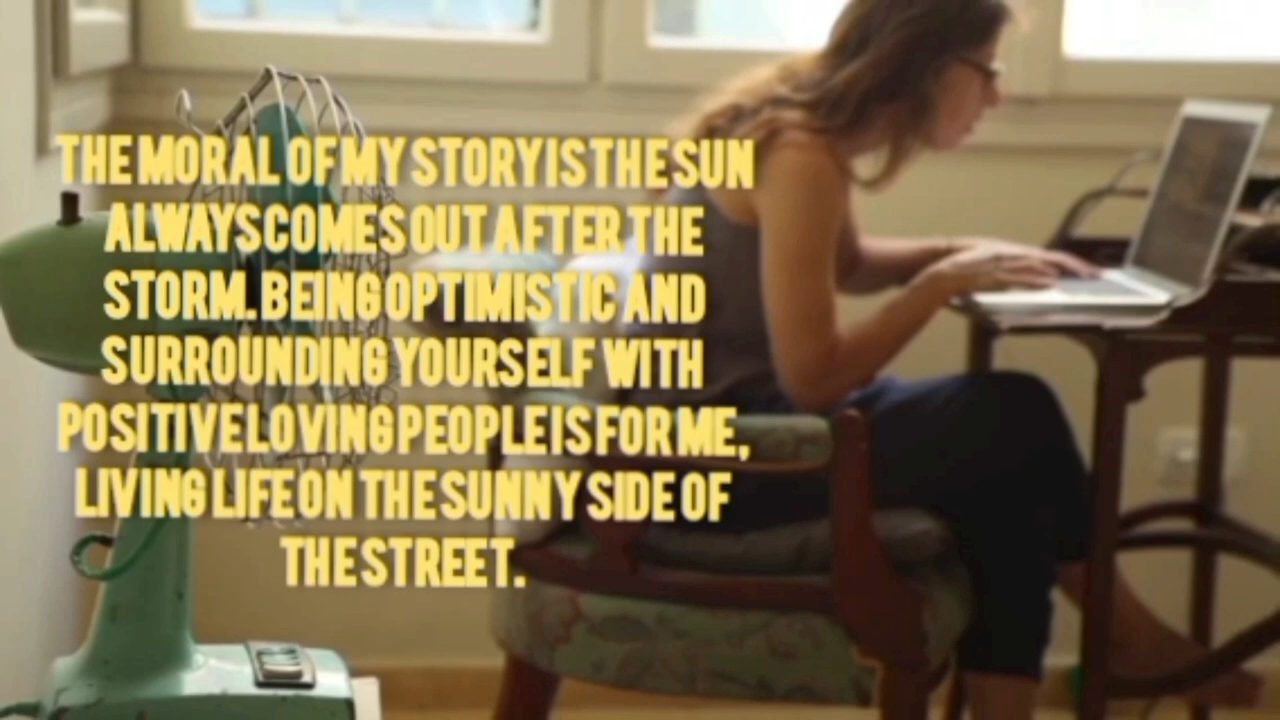 THE MORAL OF MY STORY IS THE SUN
ALWAYS COMES OUT AFTER THE
STORM. BEING OPTIMISTIC AND
SURROUNDING YOURSELF WITH
POSITIVE LOVING PEOPLE IS FOR ME,
LIVING LIFE ON THE SUNNY SIDE OF
THE STREET.